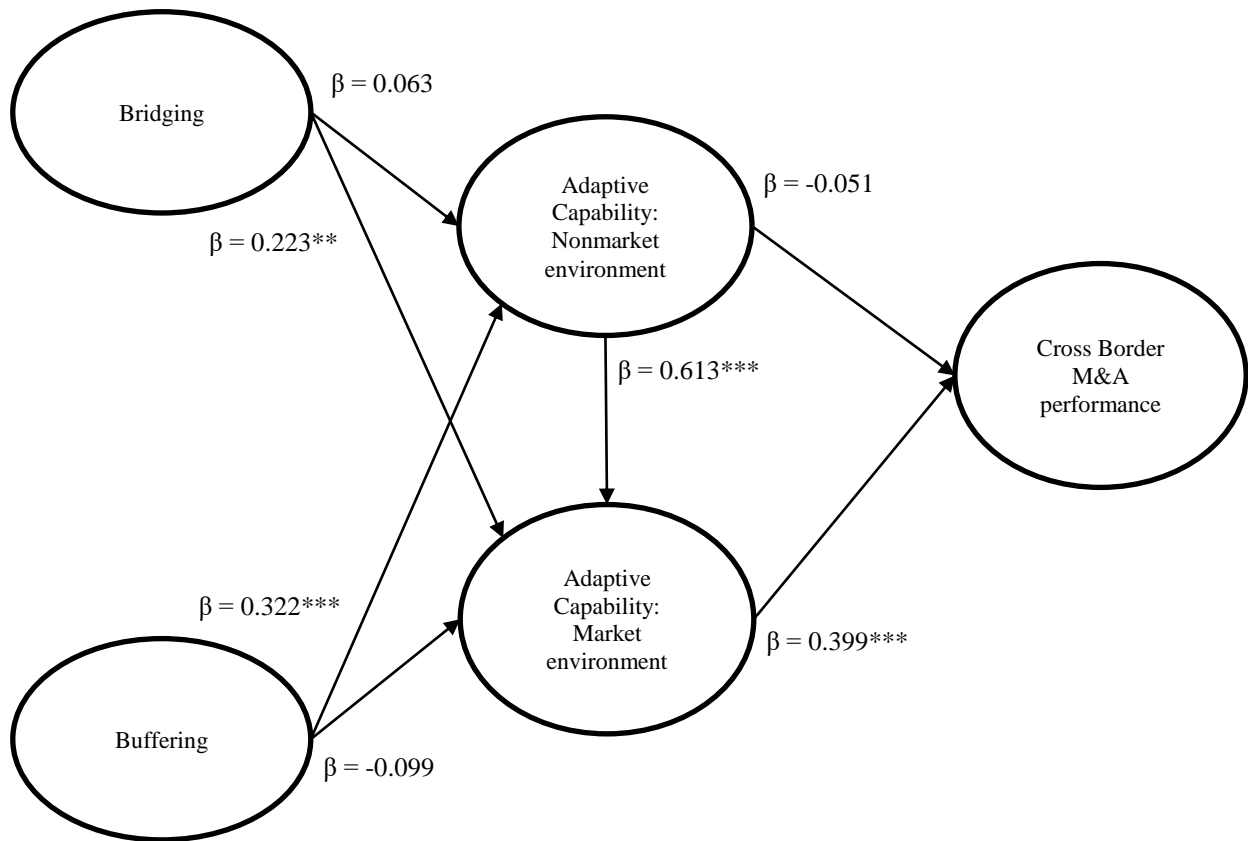 β = 0.063
Bridging
Adaptive
Capability:
Nonmarket
environment
β = -0.051
β = 0.223**
Cross Border
M&A
performance
β = 0.613***
Adaptive
Capability:
Market
environment
β = 0.322***
β = 0.399***
Buffering
β = -0.099